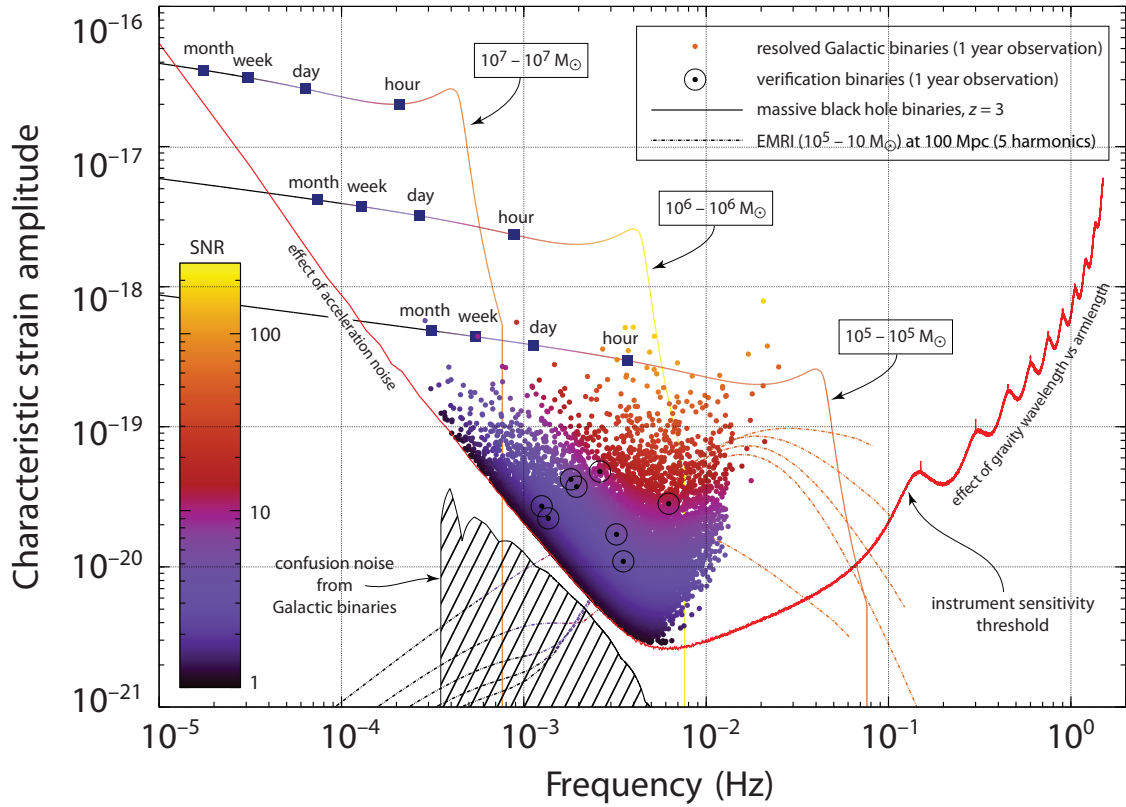 10⁻¹⁶
10⁻¹⁷
10⁻¹⁸
10⁻¹⁹
10⁻²⁰
10⁻²¹
Characteristic strain amplitude
month
week
day
hour
10⁷ – 10⁷ M☉
resolved Galactic binaries (1 year observation)
verification binaries (1 year observation)
massive black hole binaries, z = 3
EMRI (10⁵ – 10 M☉) at 100 Mpc (5 harmonics)
month
week
day
hour
10⁶ – 10⁶ M☉
SNR
100
10
1
effect of acceleration noise
month
week
day
hour
10⁵ – 10⁵ M☉
effect of gravity wavelength vs armlength
confusion noise
from
Galactic binaries
instrument sensitivity
threshold
10⁻⁵
10⁻⁴
10⁻³
10⁻²
10⁻¹
10⁰
Frequency (Hz)